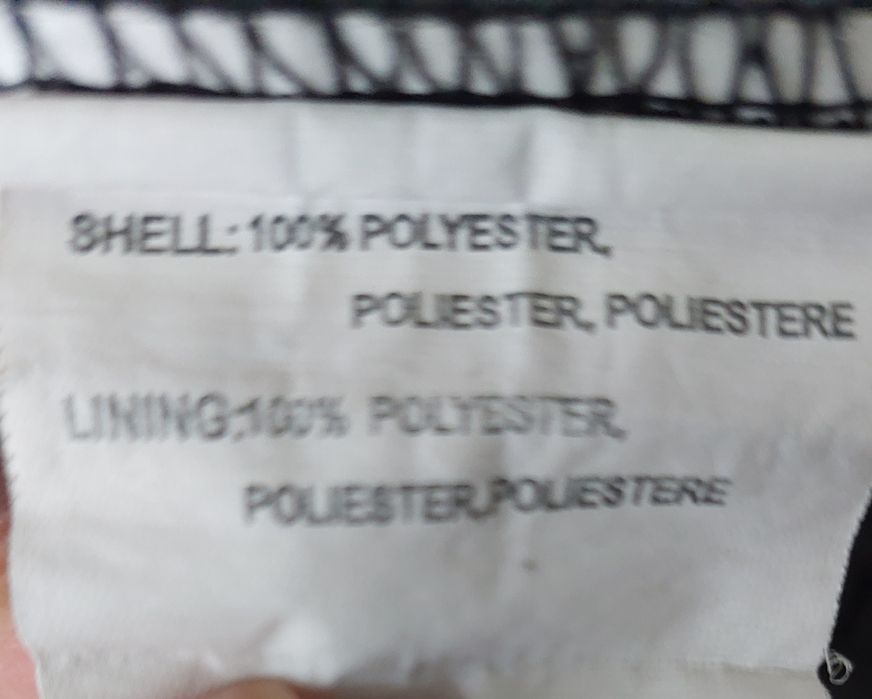 SHELL:100% POLYESTER,
POLIESTER, POLIESTERE
LINING:100% POLYESTER,
POLIESTER,POLIESTERE